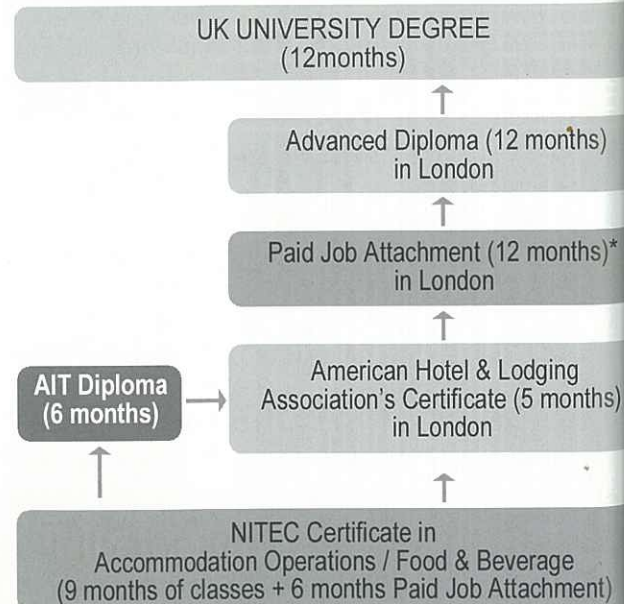 UK UNIVERSITY DEGREE
(12months)
Advanced Diploma (12 months)
in London
Paid Job Attachment (12 months)*
in London
AIT Diploma
(6 months)
American Hotel & Lodging
Association's Certificate (5 months)
in London
NITEC Certificate in
Accommodation Operations / Food & Beverage
(9 months of classes + 6 months Paid Job Attachment)